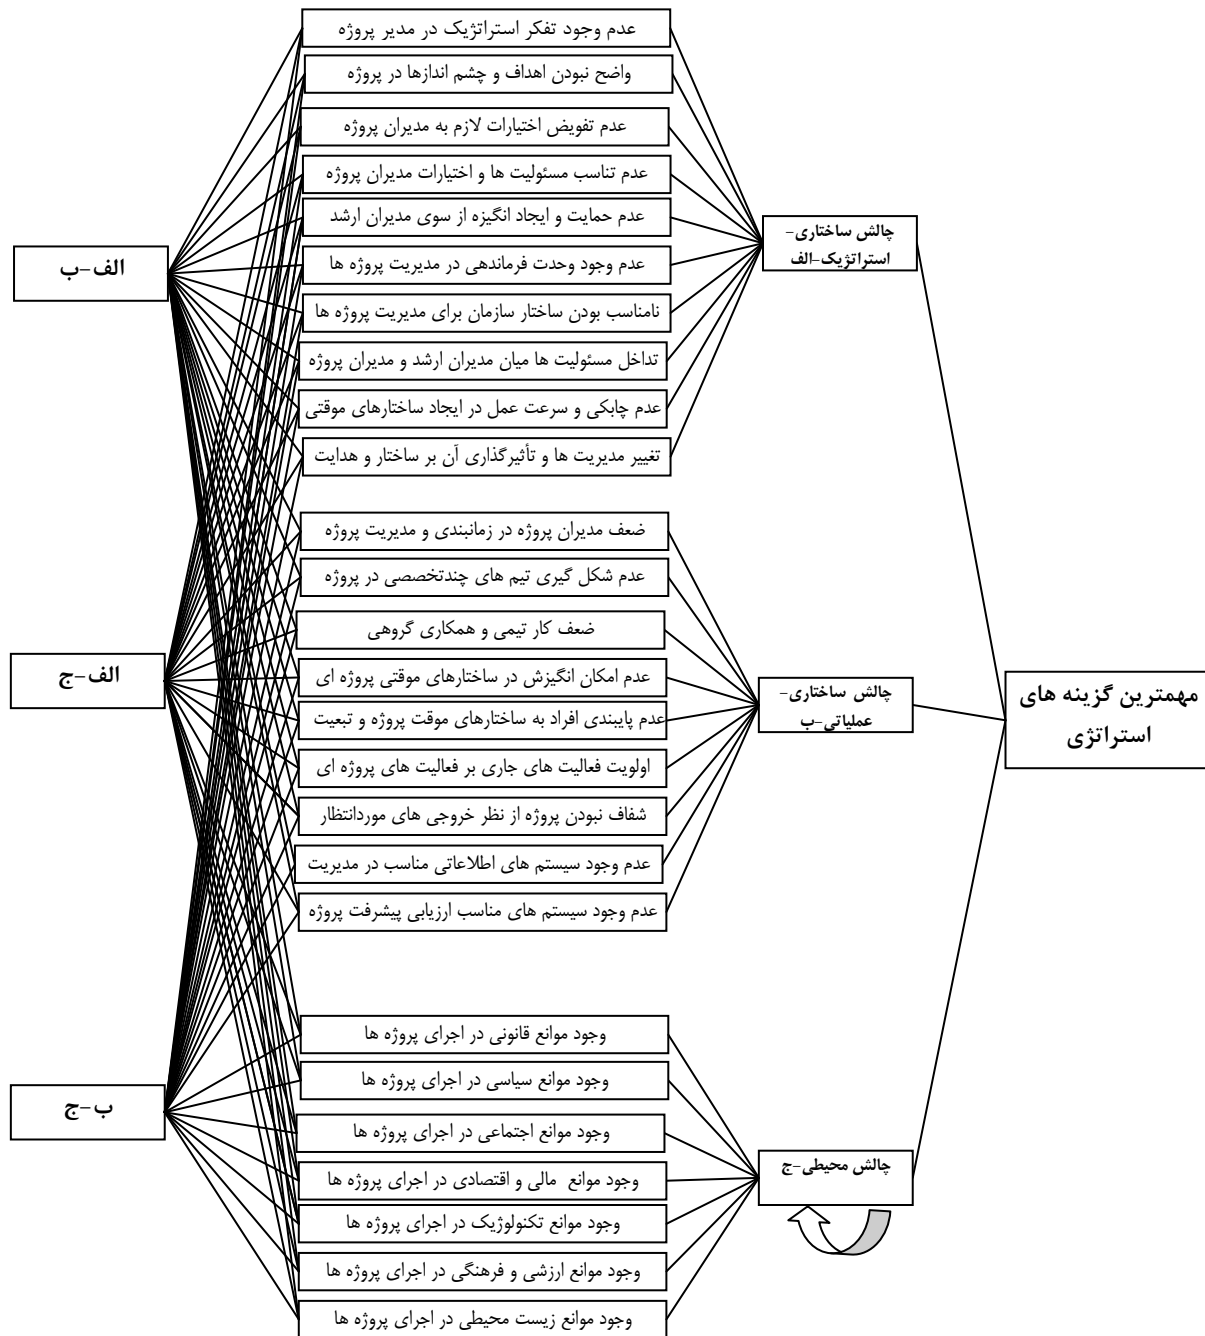 مهمترین گزینه های
استراتژی
چالش ساختاری-
استراتژیک-الف
عدم وجود تفکر استراتژیک در مدیر پروژه
واضح نبودن اهداف و چشم اندازها در پروژه
عدم تفویض اختیارات لازم به مدیران پروژه
عدم تناسب مسئولیت ها و اختیارات مدیران پروژه
عدم حمایت و ایجاد انگیزه از سوی مدیران ارشد
عدم وجود وحدت فرماندهی در مدیریت پروژه ها
نامناسب بودن ساختار سازمان برای مدیریت پروژه ها
تداخل مسئولیت ها میان مدیران ارشد و مدیران پروژه
عدم چابکی و سرعت عمل در ایجاد ساختارهای موقتی
تغییر مدیریت ها و تأثیرگذاری آن بر ساختار و هدایت
چالش ساختاری-
عملیاتی-ب
ضعف مدیران پروژه در زمانبندی و مدیریت پروژه
عدم شکل گیری تیم های چندتخصصی در پروژه
ضعف کار تیمی و همکاری گروهی
عدم امکان انگیزش در ساختارهای موقتی پروژه ای
عدم پایبندی افراد به ساختارهای موقت پروژه و تبعیت
اولویت فعالیت های جاری بر فعالیت های پروژه ای
شفاف نبودن پروژه از نظر خروجی های موردانتظار
عدم وجود سیستم های اطلاعاتی مناسب در مدیریت
عدم وجود سیستم های مناسب ارزیابی پیشرفت پروژه
چالش محیطی-ج
وجود موانع قانونی در اجرای پروژه ها
وجود موانع سیاسی در اجرای پروژه ها
وجود موانع اجتماعی در اجرای پروژه ها
وجود موانع مالی و اقتصادی در اجرای پروژه ها
وجود موانع تکنولوژیک در اجرای پروژه ها
وجود موانع ارزشی و فرهنگی در اجرای پروژه ها
وجود موانع زیست محیطی در اجرای پروژه ها
الف-ب
الف-ج
ب-ج